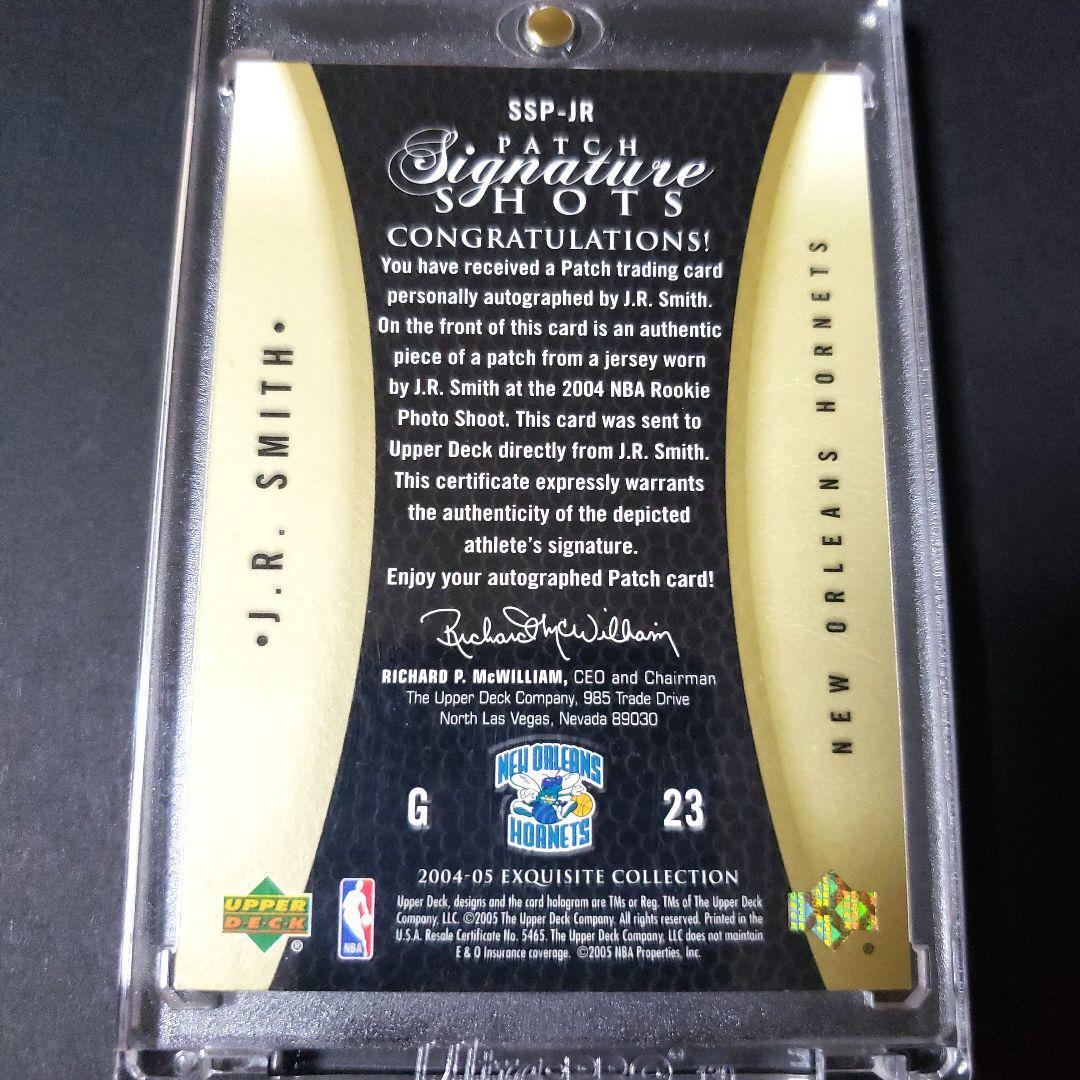 SSP-JR
PATCH
Signature
SHOTS
CONGRATULATIONS!
You have received a Patch trading card
personally autographed by J.R. Smith.
On the front of this card is an authentic
piece of a patch from a jersey worn
by J.R. Smith at the 2004 NBA Rookie
Photo Shoot. This card was sent to
Upper Deck directly from J.R. Smith.
This certificate expressly warrants
the authenticity of the depicted
athlete's signature.
Enjoy your autographed Patch card!
Richard McWilliam
RICHARD P. McWILLIAM, CEO and Chairman
The Upper Deck Company, 985 Trade Drive
North Las Vegas, Nevada 89030
•J.R. SMITH•
NEW ORLEANS HORNETS
NEW ORLEANS
HORNETS
G
23
2004-05 EXQUISITE COLLECTION
Upper Deck, designs and the card hologram are TMs or Reg. TMs of The Upper Deck
Company, LLC. ©2005 The Upper Deck Company. All rights reserved. Printed in the
U.S.A. Resale Certificate No. 5465. The Upper Deck Company, LLC does not maintain
E & O Insurance coverage. ©2005 NBA Properties, Inc.
UPPER
D.E.C.K
®
NBA